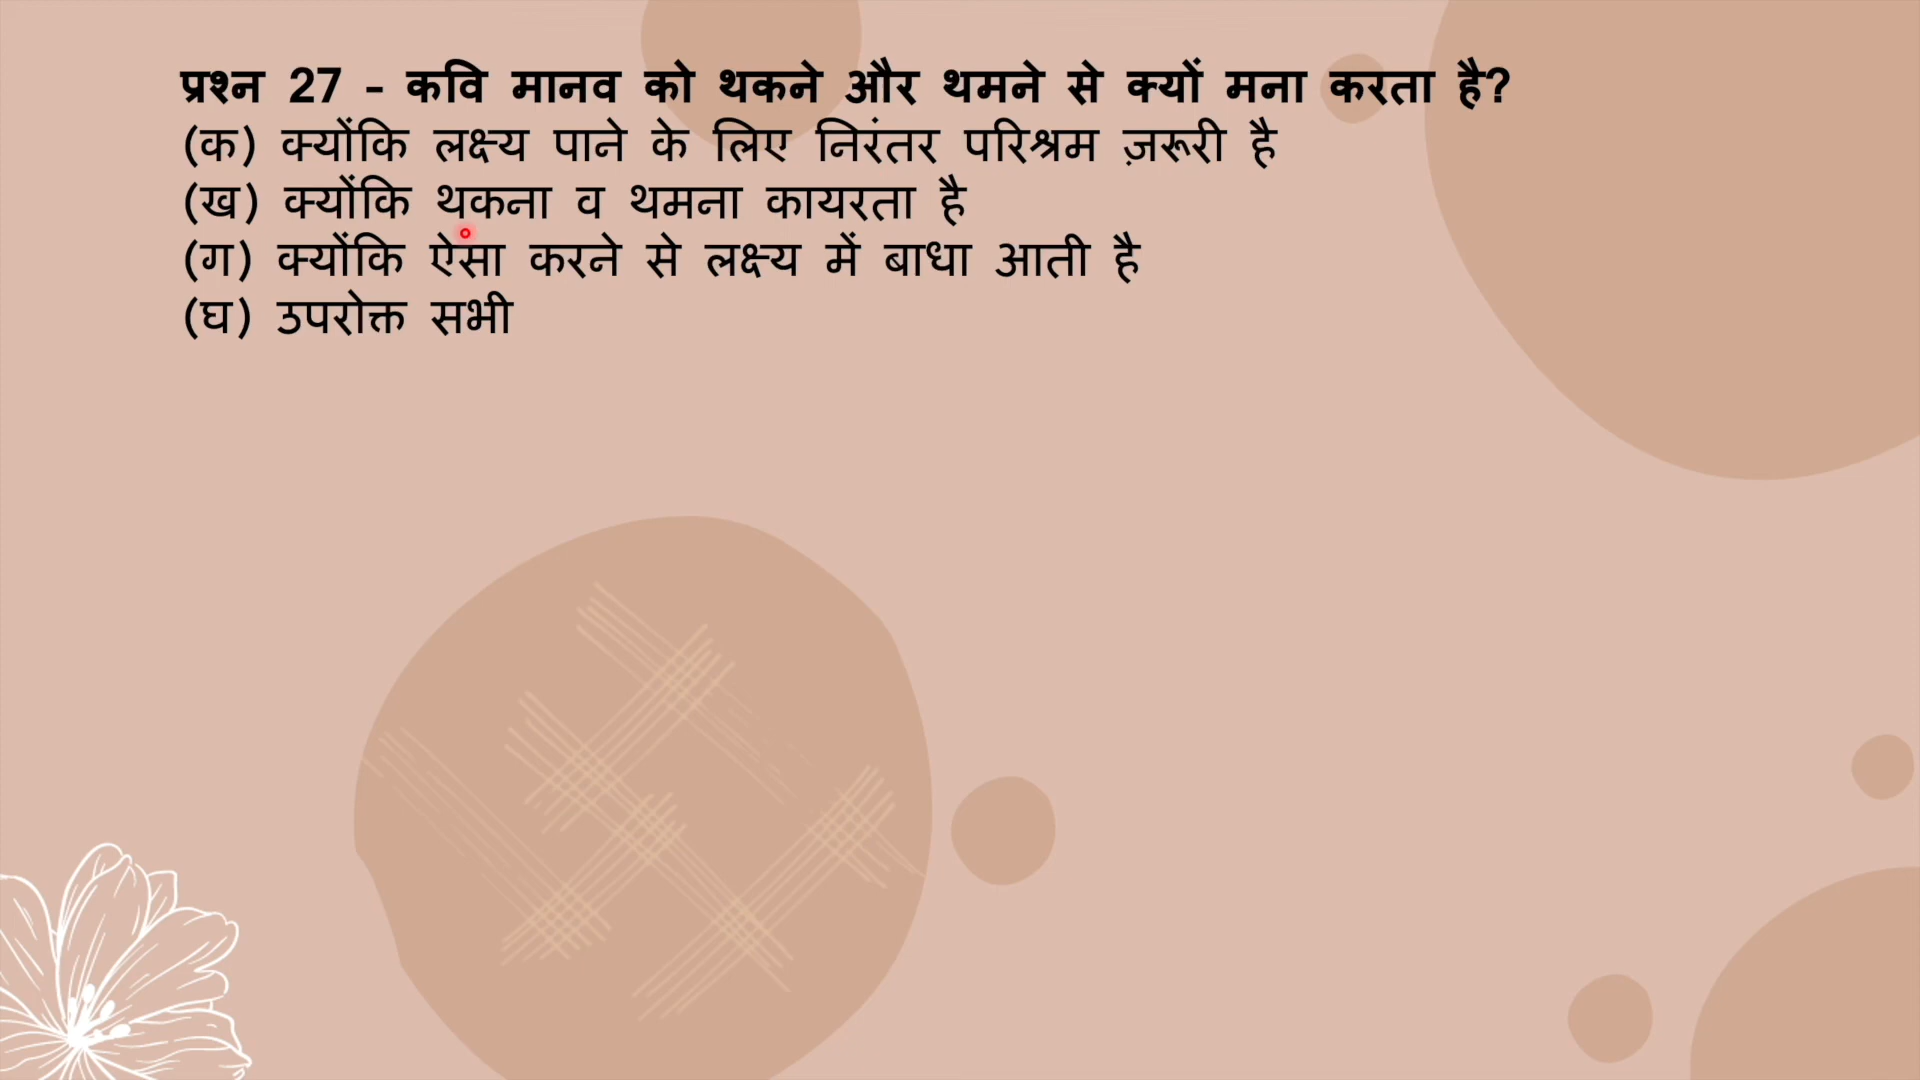 प्रश्न 27 – कवि मानव को थकने और थमने से क्यों मना करता है?
(क) क्योंकि लक्ष्य पाने के लिए निरंतर परिश्रम ज़रूरी है
(ख) क्योंकि थकना व थमना कायरता है
(ग) क्योंकि ऐसा करने से लक्ष्य में बाधा आती है
(घ) उपरोक्त सभी